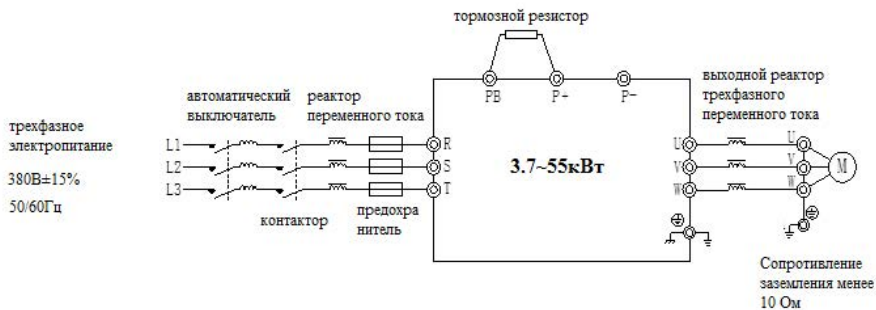 тормозной резистор
PB
P+
P-
автоматический
выключатель
реактор
переменного тока
выходной реактор
трехфазного
переменного тока
трехфазное
электропитание
380В±15%
50/60Гц
L1
L2
L3
R
S
T
3.7~55кВт
U
V
W
U
V
W
M
контактор
предохра
нитель
Сопротивление
заземления менее
10 Ом